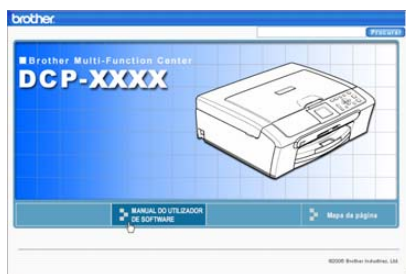 brother
Procurar
Brother Multi-Function Center
DCP-XXXX
MANUAL DO UTILIZADOR
DE SOFTWARE
Mapa da página
©2005 Brother Industries, Ltd.